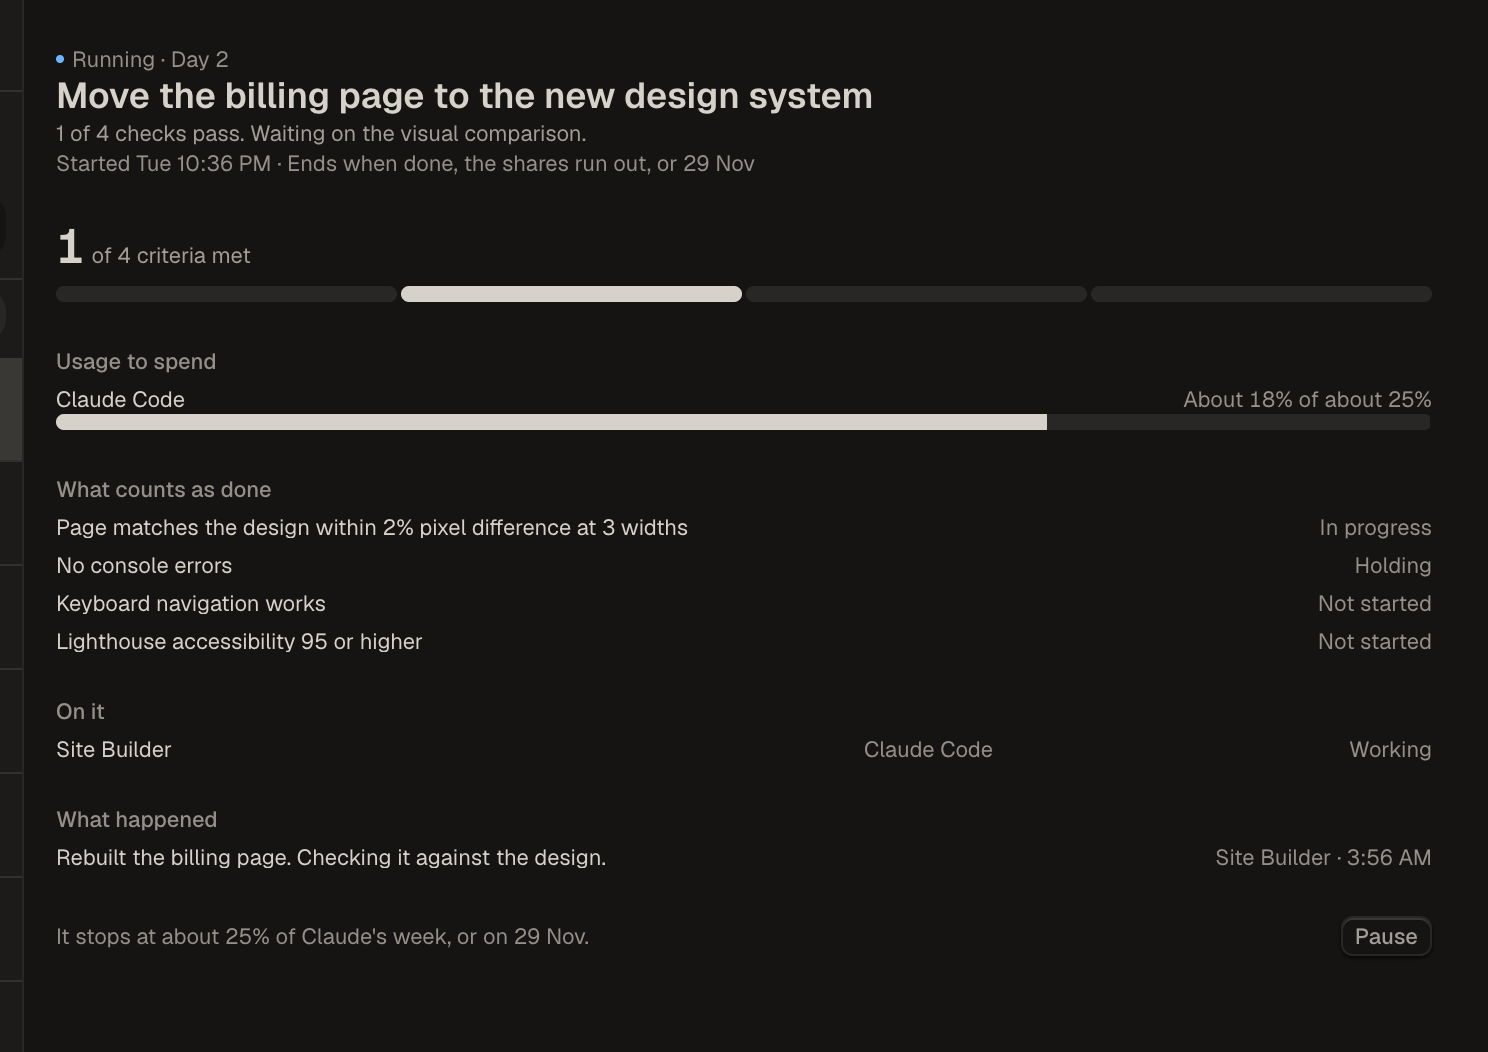 Running · Day 2
Move the billing page to the new design system
1 of 4 checks pass. Waiting on the visual comparison.
Started Tue 10:36 PM · Ends when done, the shares run out, or 29 Nov
1 of 4 criteria met
Usage to spend
Claude Code About 18% of about 25%
What counts as done
Page matches the design within 2% pixel difference at 3 widths In progress
No console errors Holding
Keyboard navigation works Not started
Lighthouse accessibility 95 or higher Not started
On it
Site Builder Claude Code Working
What happened
Rebuilt the billing page. Checking it against the design. Site Builder · 3:56 AM
It stops at about 25% of Claude's week, or on 29 Nov. Pause